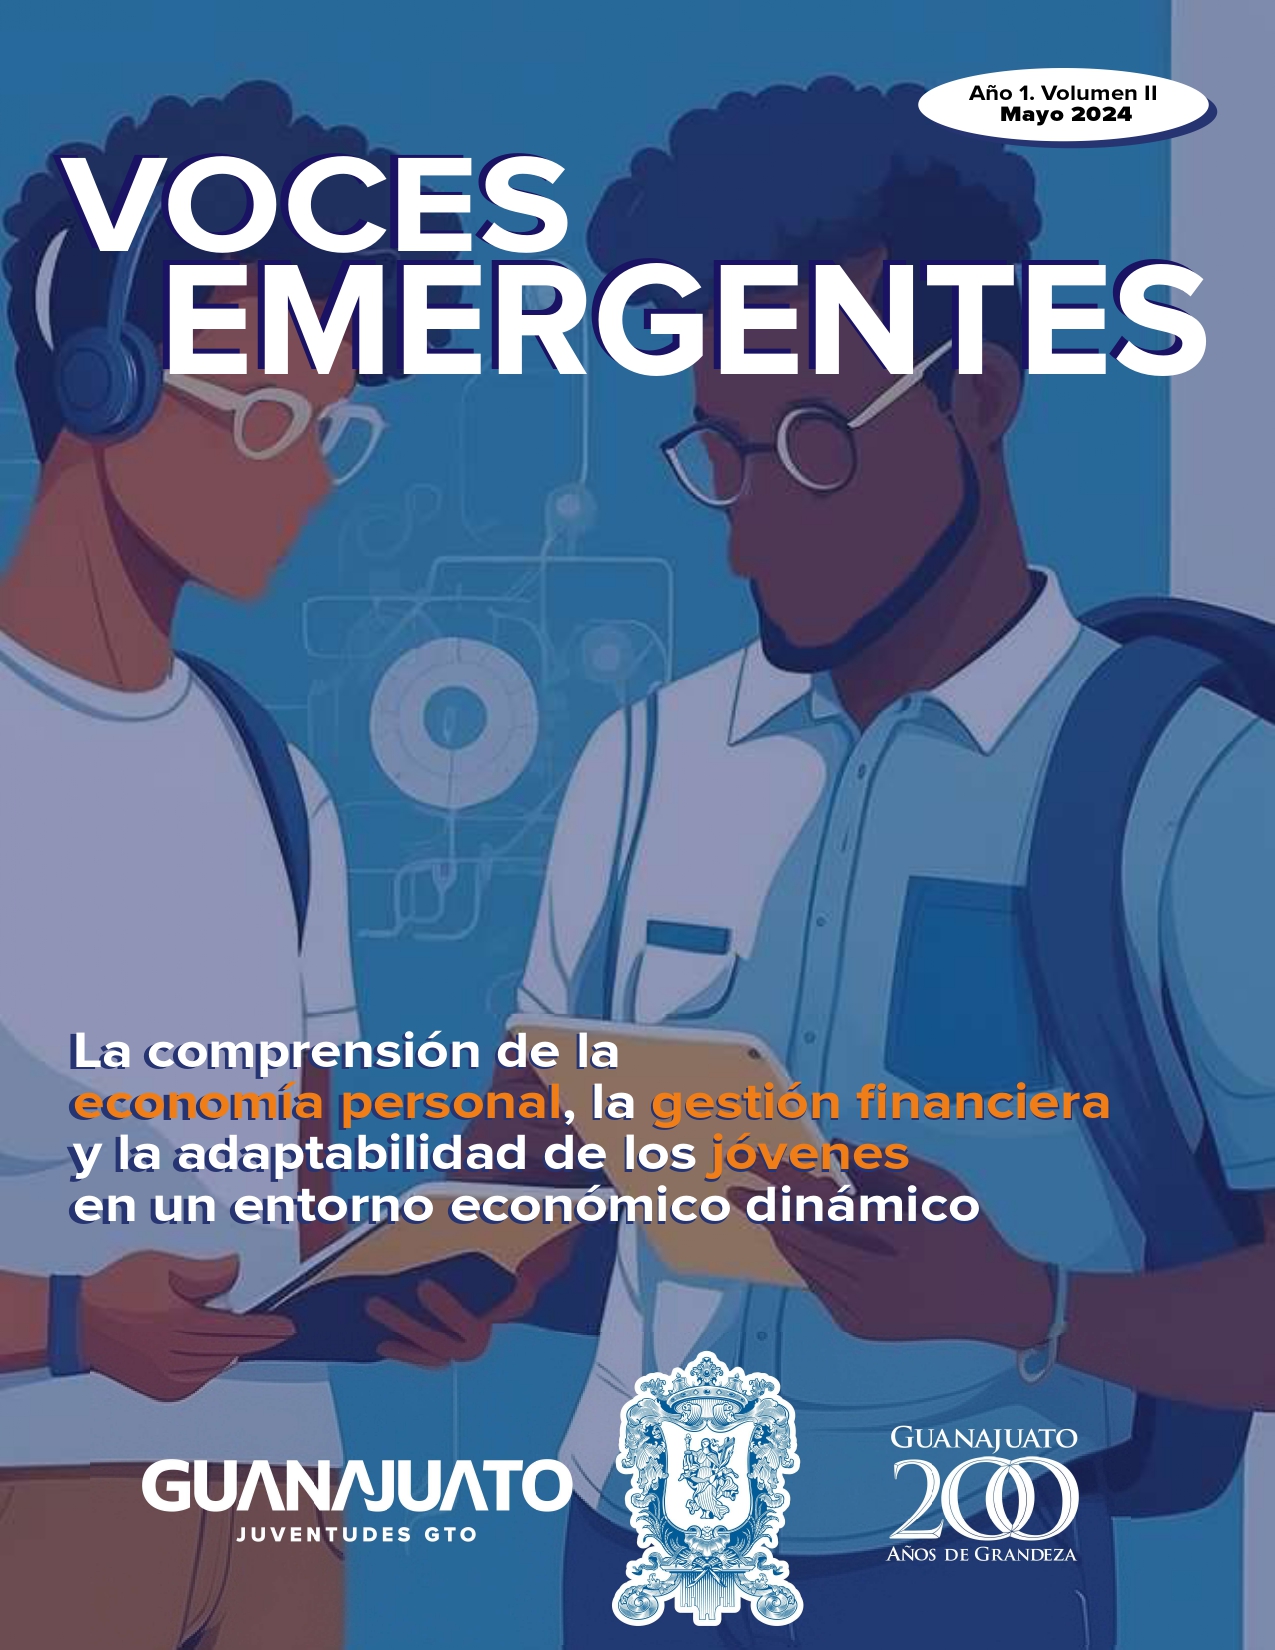 Año 1. Volumen II
Mayo 2024
VOCES
EMERGENTES
La comprensión de la
economía personal, la gestión financiera
y la adaptabilidad de los jóvenes
en un entorno económico dinámico
GUANAJUATO
JUVENTUDES GTO
GUANAJUATO
200
AÑOS DE GRANDEZA